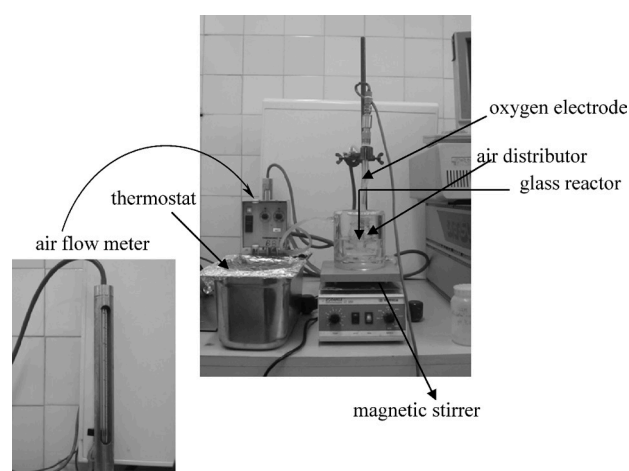 oxygen electrode
air distributor
glass reactor
thermostat
air flow meter
magnetic stirrer